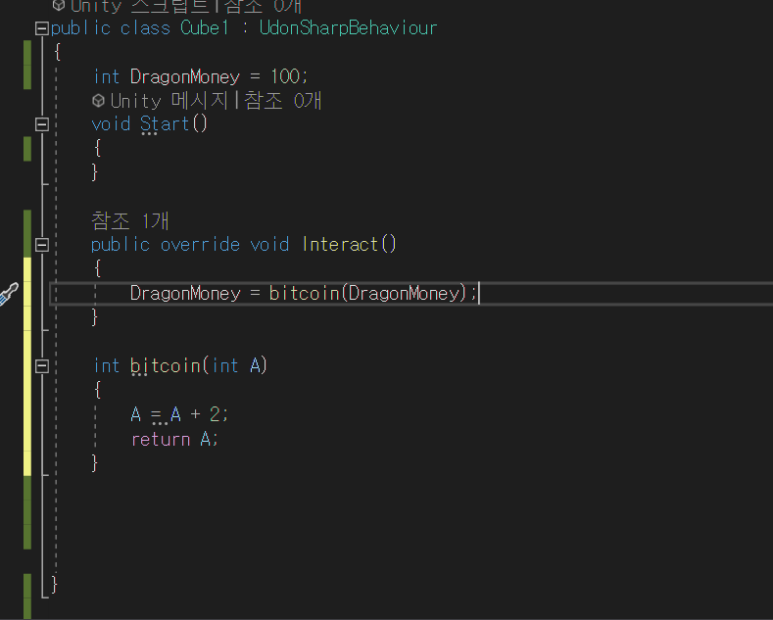 Unity 스크립트|참조 0개
public class Cube1 : UdonSharpBehaviour
{
int DragonMoney = 100;
Unity 메시지|참조 0개
void Start()
{
}
참조 1개
public override void Interact()
{
DragonMoney = bitcoin(DragonMoney);
}
int bitcoin(int A)
{
A = A + 2;
return A;
}
}